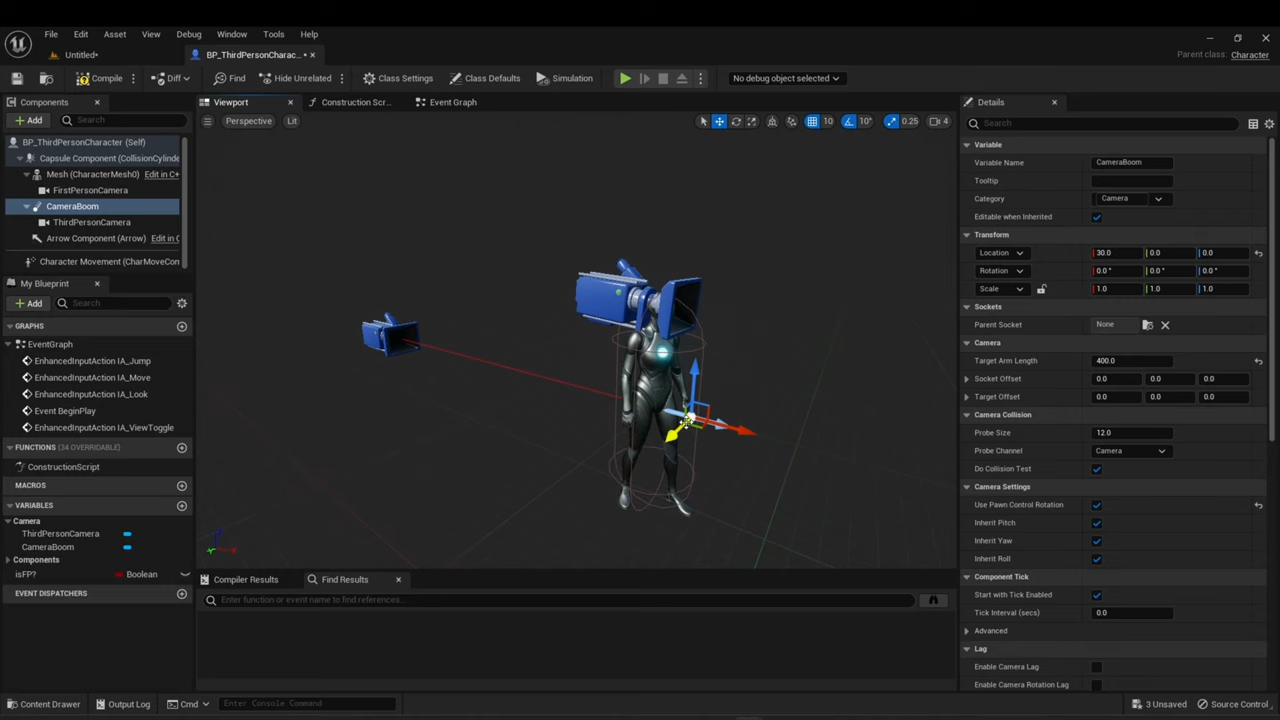 File Edit Asset View Debug Window Tools Help
Untitled•
BP_ThirdPersonCharac... •
Parent class: Character
Compile Diff Find Hide Unrelated Class Settings Class Defaults Simulation No debug object selected
Components
+ Add Search
BP_ThirdPersonCharacter (Self)
Capsule Component (CollisionCylinde
Mesh (CharacterMesh0) Edit in C+
FirstPersonCamera
CameraBoom
ThirdPersonCamera
Arrow Component (Arrow) Edit in C
Character Movement (CharMoveCom
My Blueprint
+ Add Search
GRAPHS
EventGraph
EnhancedInputAction IA_Jump
EnhancedInputAction IA_Move
EnhancedInputAction IA_Look
Event BeginPlay
EnhancedInputAction IA_ViewToggle
FUNCTIONS (34 OVERRIDABLE)
ConstructionScript
MACROS
VARIABLES
Camera
ThirdPersonCamera
CameraBoom
Components
isFP? Boolean
EVENT DISPATCHERS
Viewport Construction Scr... Event Graph
Perspective Lit 10 10° 0.25 4
Compiler Results Find Results
Enter function or event name to find references...
Details
Search
Variable
Variable Name CameraBoom
Tooltip
Category Camera
Editable when Inherited
Transform
Location 30.0 0.0 0.0
Rotation 0.0° 0.0° 0.0°
Scale 1.0 1.0 1.0
Sockets
Parent Socket None
Camera
Target Arm Length 400.0
Socket Offset 0.0 0.0 0.0
Target Offset 0.0 0.0 0.0
Camera Collision
Probe Size 12.0
Probe Channel Camera
Do Collision Test
Camera Settings
Use Pawn Control Rotation
Inherit Pitch
Inherit Yaw
Inherit Roll
Component Tick
Start with Tick Enabled
Tick Interval (secs) 0.0
Advanced
Lag
Enable Camera Lag
Enable Camera Rotation Lag
Content Drawer Output Log Cmd Enter Console Command 3 Unsaved Source Control